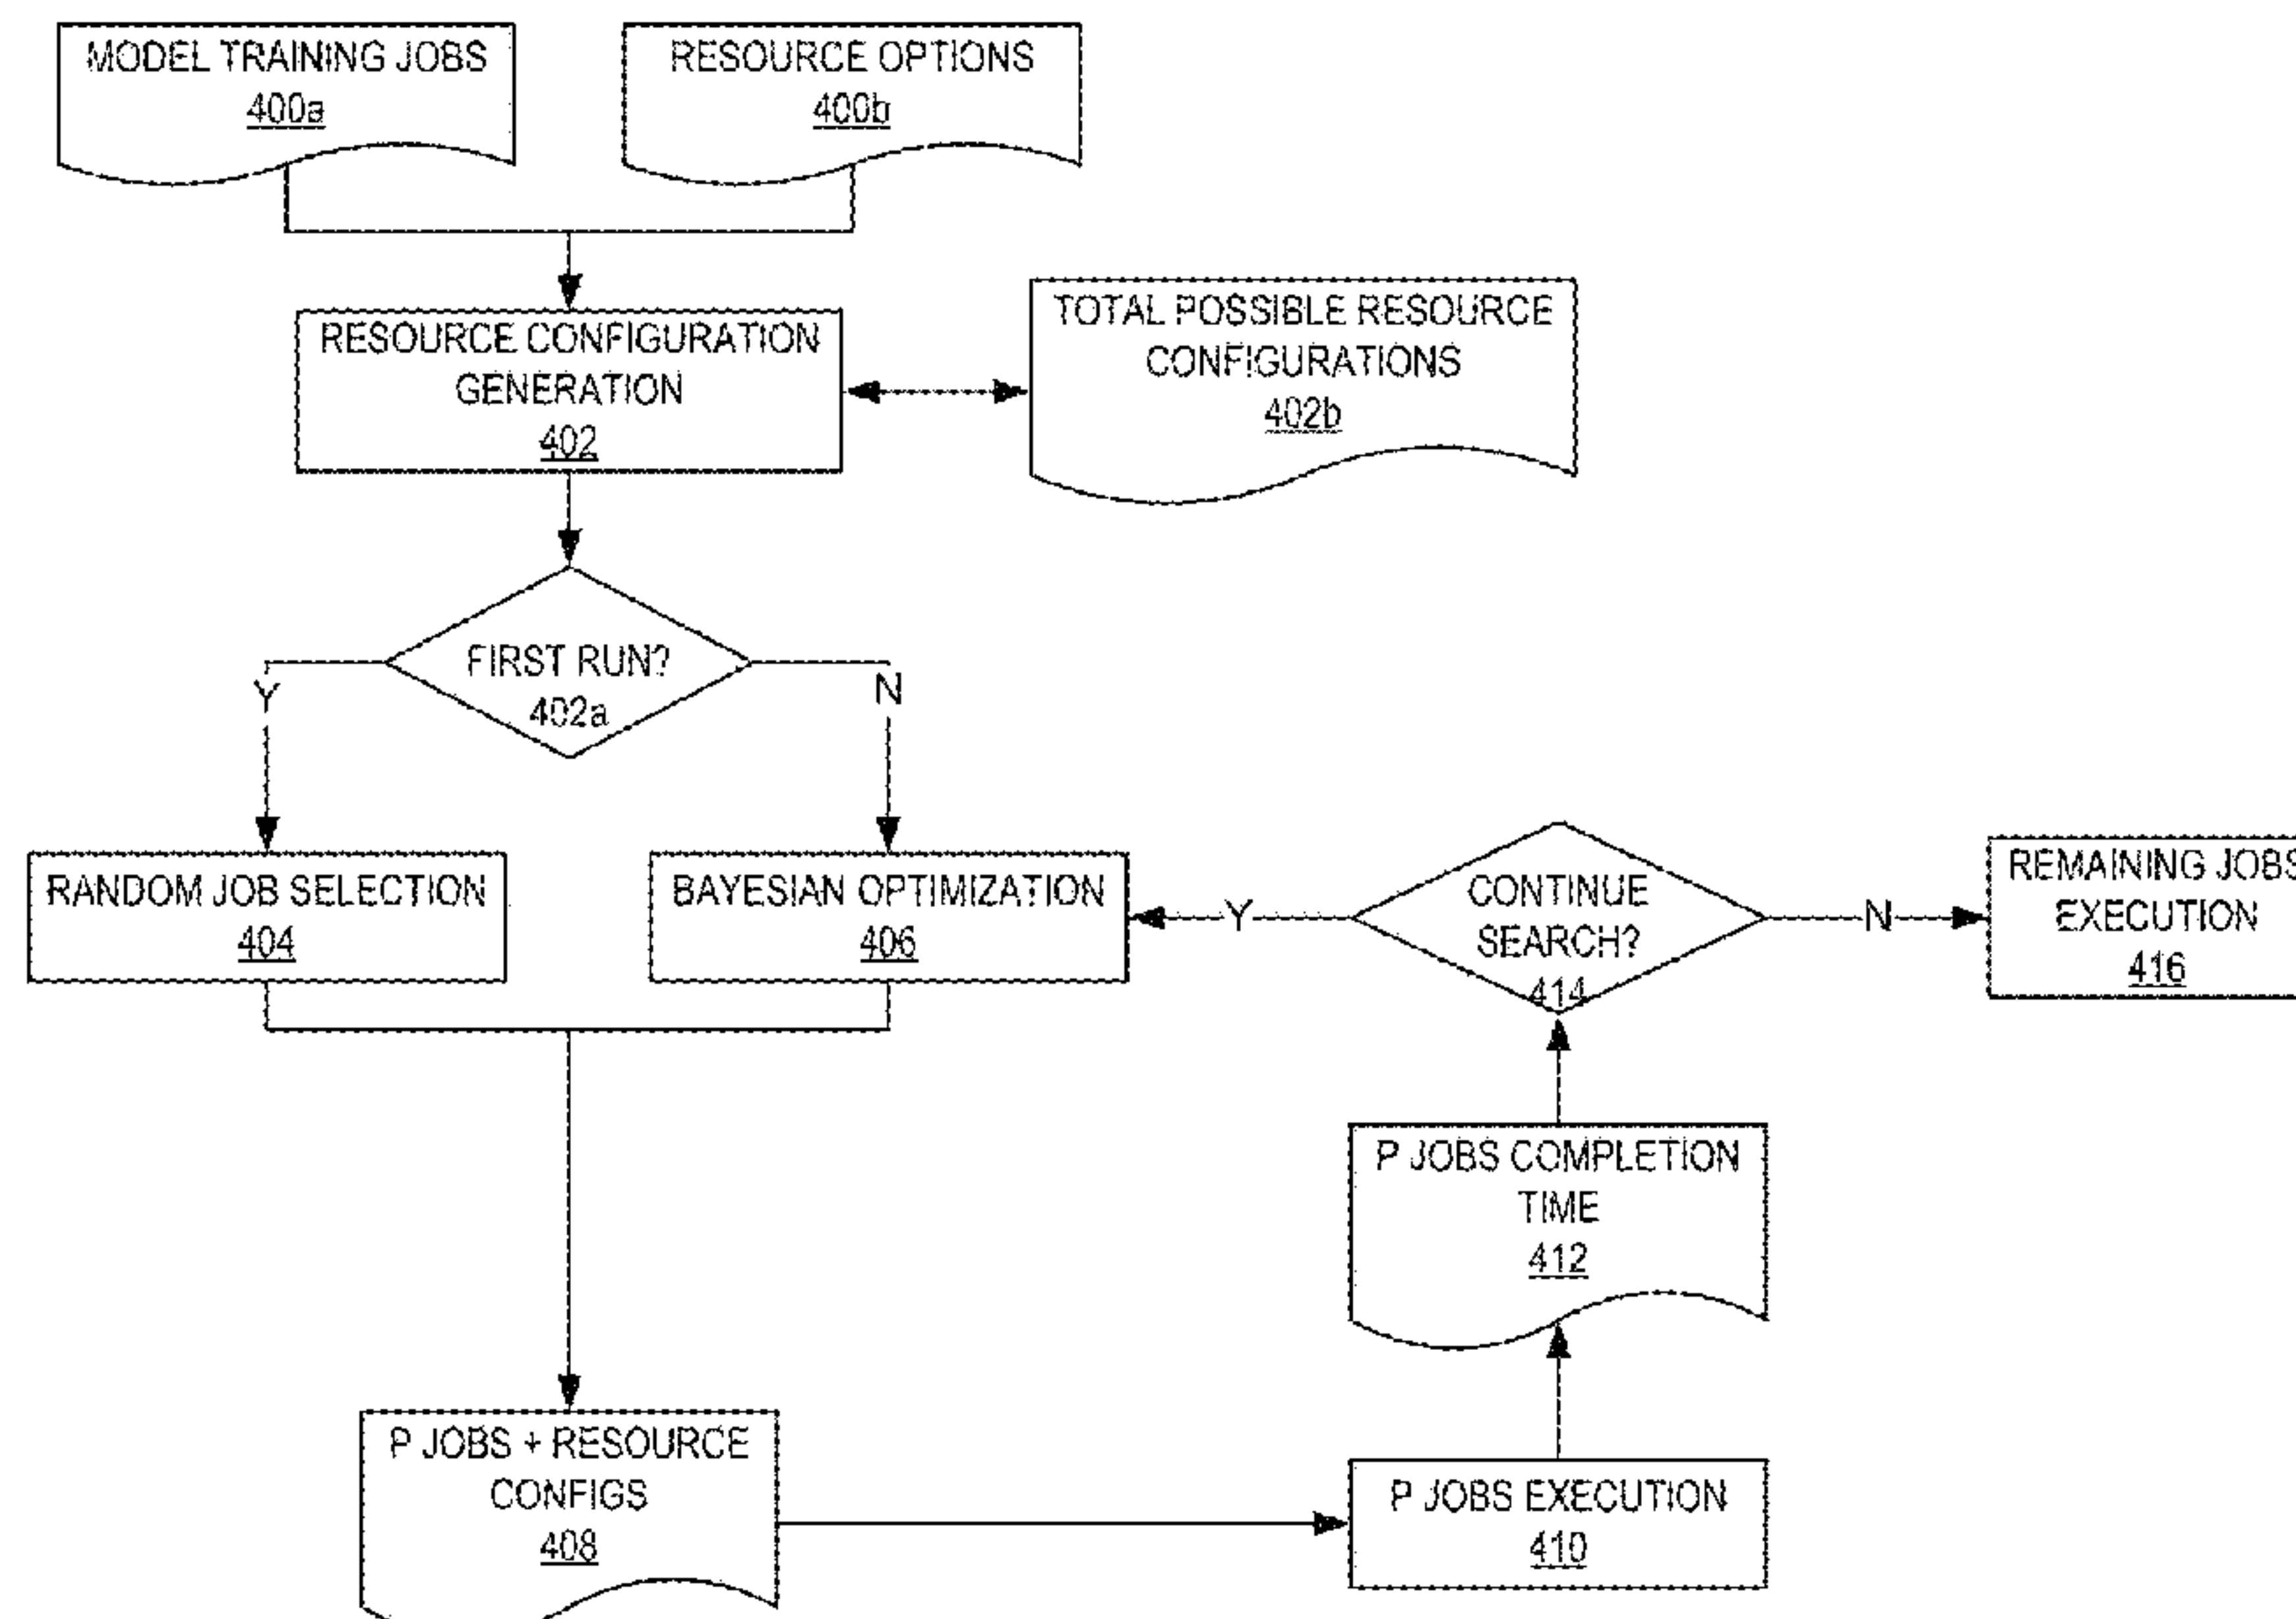 MODEL TRAINING JOBS
400a
RESOURCE OPTIONS
400b
RESOURCE CONFIGURATION
GENERATION
402
TOTAL POSSIBLE RESOURCE
CONFIGURATIONS
402b
FIRST RUN?
402a
Y
N
RANDOM JOB SELECTION
404
BAYESIAN OPTIMIZATION
406
Y
CONTINUE
SEARCH?
414
N
REMAINING JOBS
EXECUTION
416
P JOBS COMPLETION
TIME
412
P JOBS + RESOURCE
CONFIGS
408
P JOBS EXECUTION
410